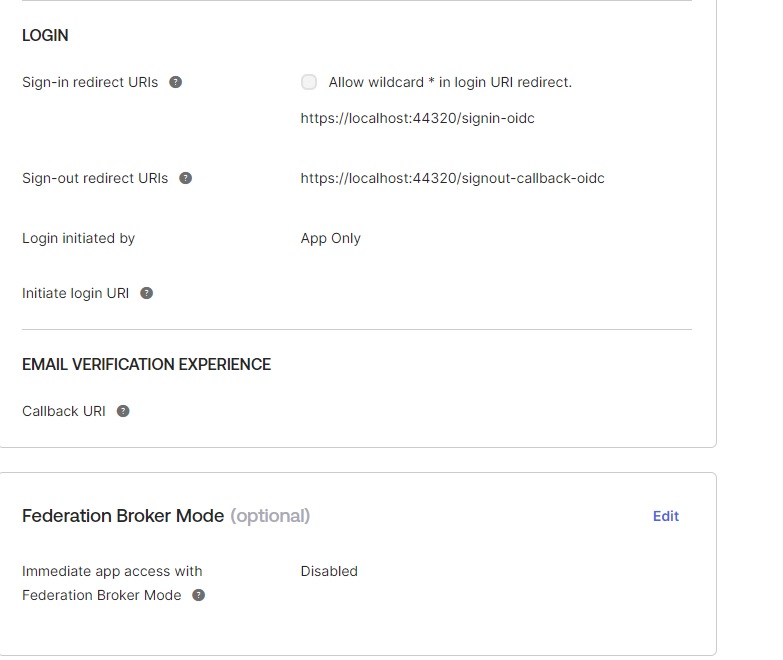 LOGIN
Sign-in redirect URIs ? Allow wildcard * in login URI redirect.
https://localhost:44320/signin-oidc
Sign-out redirect URIs ? https://localhost:44320/signout-callback-oidc
Login initiated by App Only
Initiate login URI ?
EMAIL VERIFICATION EXPERIENCE
Callback URI ?
Federation Broker Mode (optional) Edit
Immediate app access with Disabled
Federation Broker Mode ?